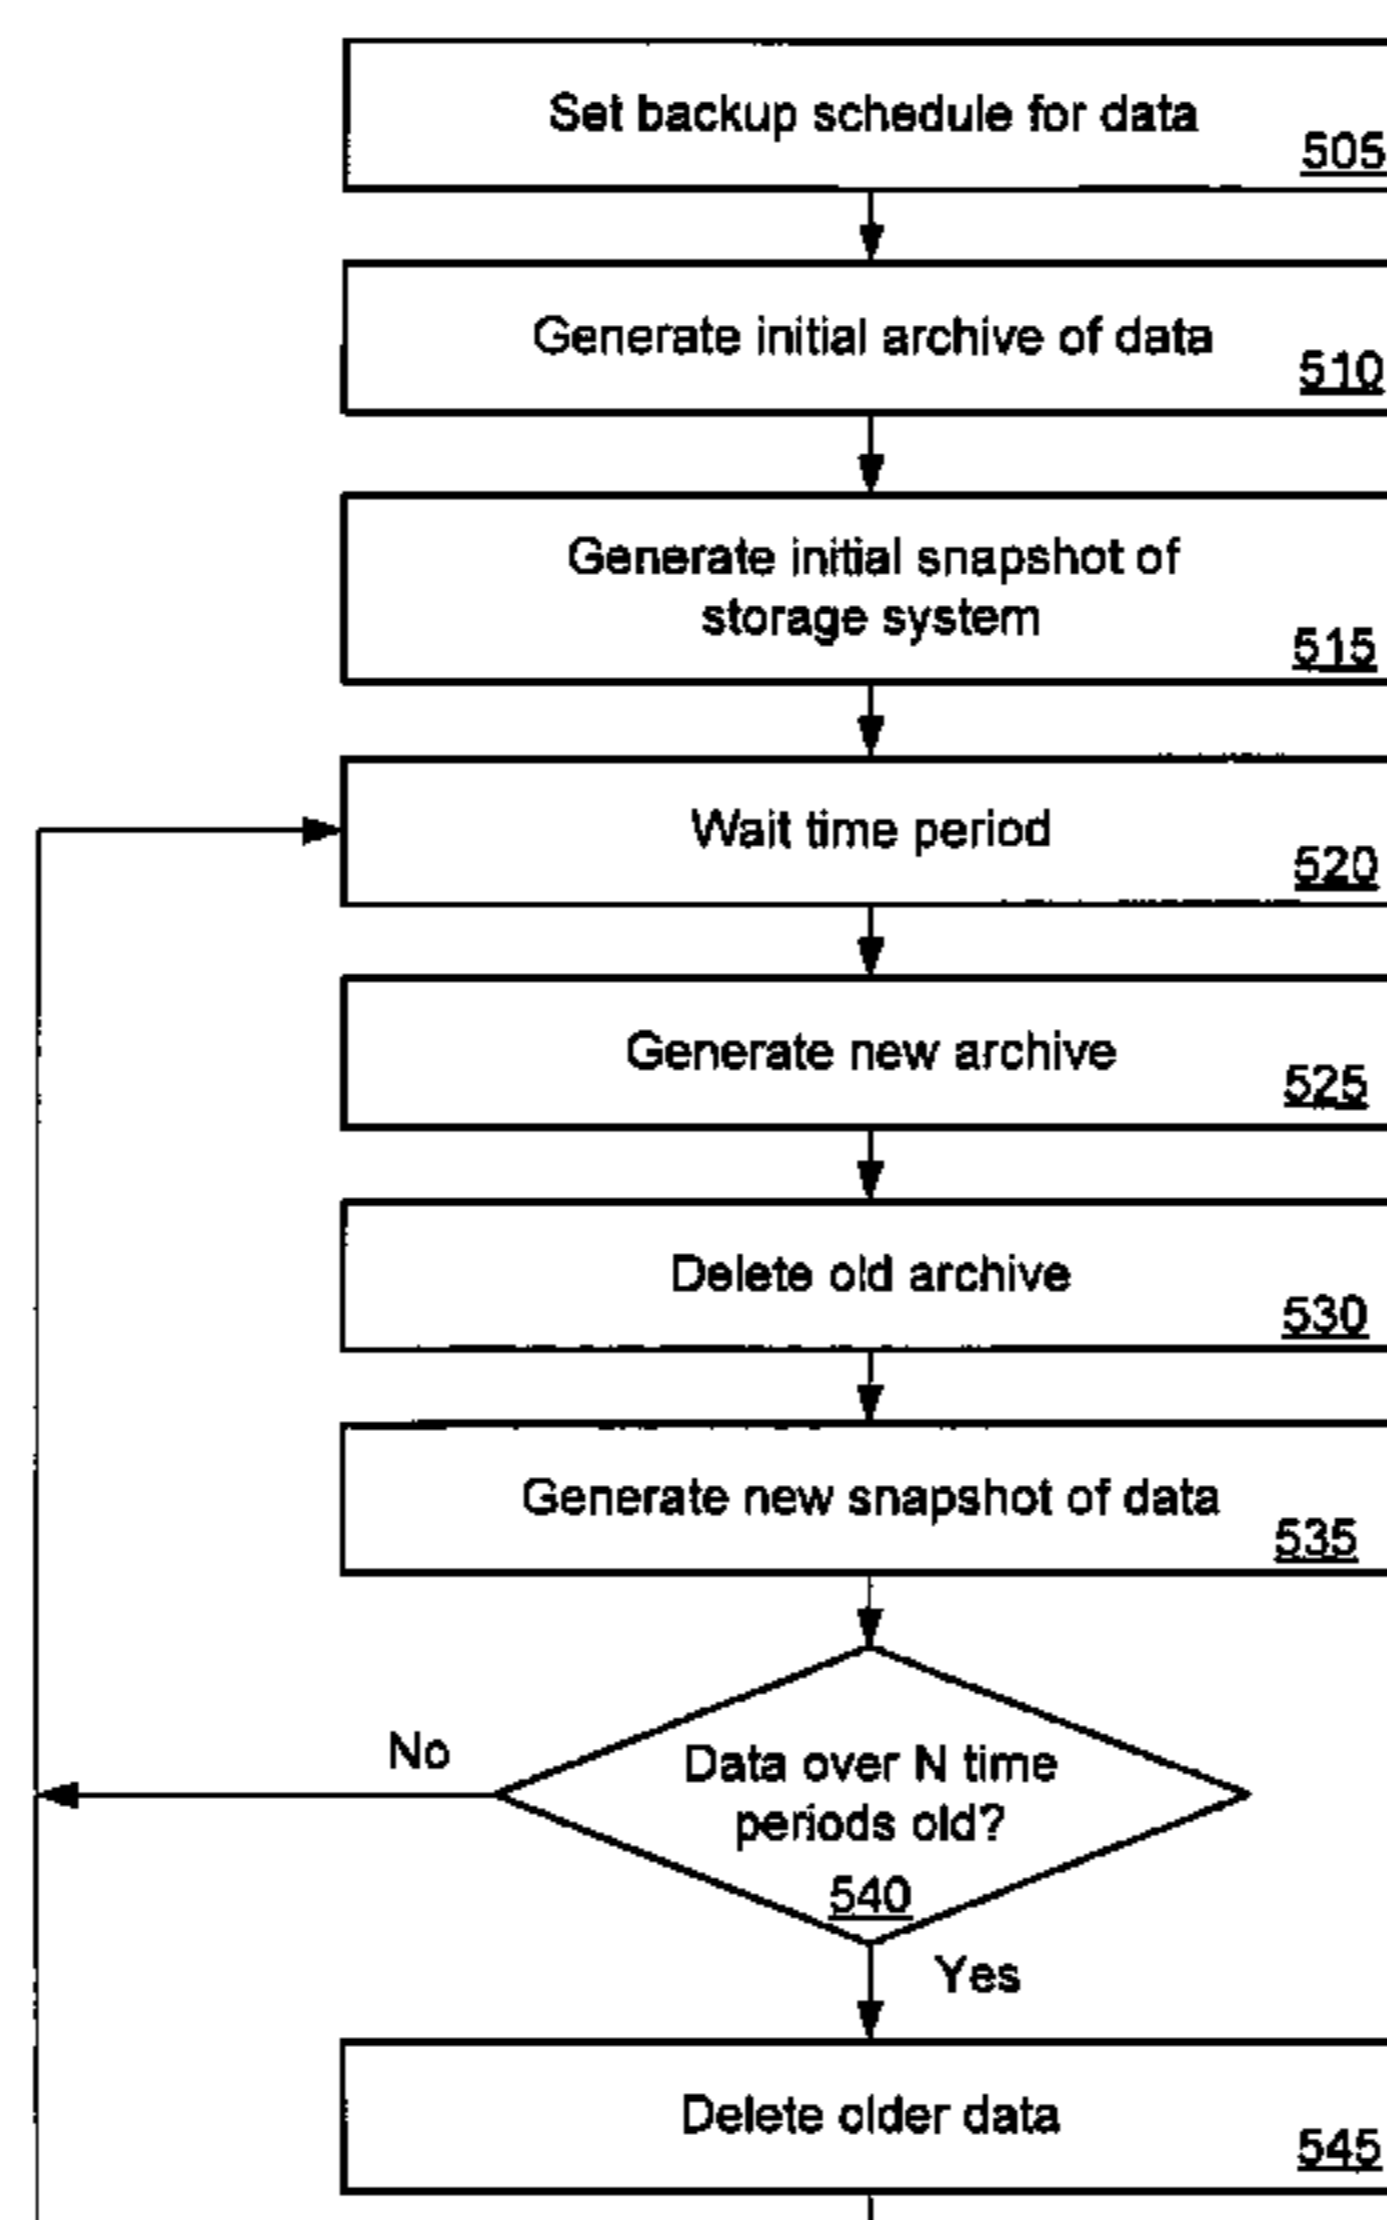 Set backup schedule for data
505
Generate initial archive of data
510
Generate initial snapshot of
storage system
515
Wait time period
520
Generate new archive
525
Delete old archive
530
Generate new snapshot of data
535
No
Data over N time
periods old?
540
Yes
Delete older data
545